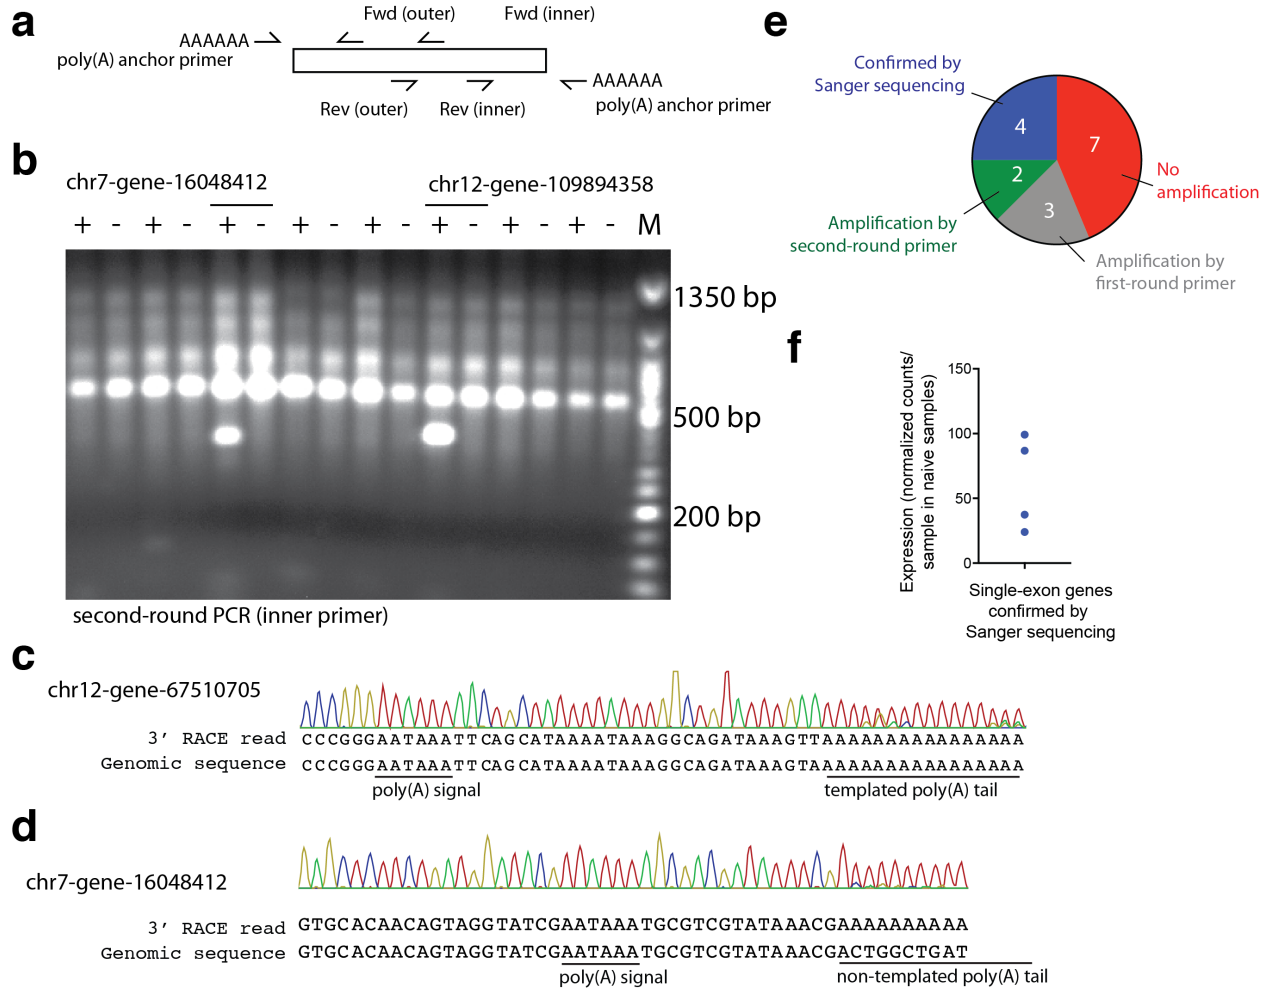 a
Fwd (outer)
Fwd (inner)
AAAAAA
poly(A) anchor primer
AAAAAA
poly(A) anchor primer
Rev (outer)
Rev (inner)
b
chr7-gene-16048412
chr12-gene-109894358
+ - + - + - + - + - + - + - + - M
1350 bp
500 bp
200 bp
second-round PCR (inner primer)
e
Confirmed by
Sanger sequencing
4
7
2
3
No
amplification
Amplification by
second-round primer
Amplification by
first-round primer
f
Expression (normalized counts/
sample in naive samples)
150
100
50
0
Single-exon genes
confirmed by
Sanger sequencing
c
chr12-gene-67510705
3’ RACE read CCCGGGAATAAATTCAGCATAAAATAAAGGCAGATAAAGTTAAAAAAAAAAAAAAAA
Genomic sequence CCCGGGAATAAATTCAGCATAAAATAAAGGCAGATAAAGTAAAAAAAAAAAAAAAAA
poly(A) signal
templated poly(A) tail
d
chr7-gene-16048412
3’ RACE read GTGCACAACAGTAGGTATCGAATAAATGCGTCGTATAAACGAAAAAAAAAA
Genomic sequence GTGCACAACAGTAGGTATCGAATAAATGCGTCGTATAAACGACTGGCTGAT
poly(A) signal
non-templated poly(A) tail